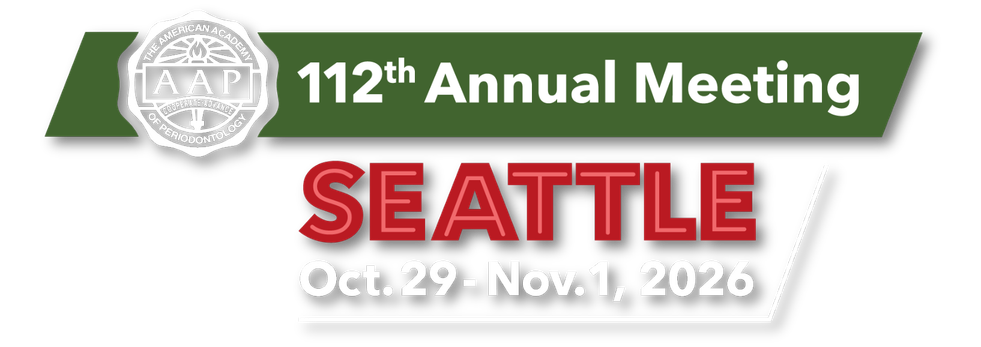 THE AMERICAN ACADEMY
AAP
OF PERIODONTOLOGY
112th Annual Meeting
SEATTLE
Oct. 29 - Nov. 1, 2026